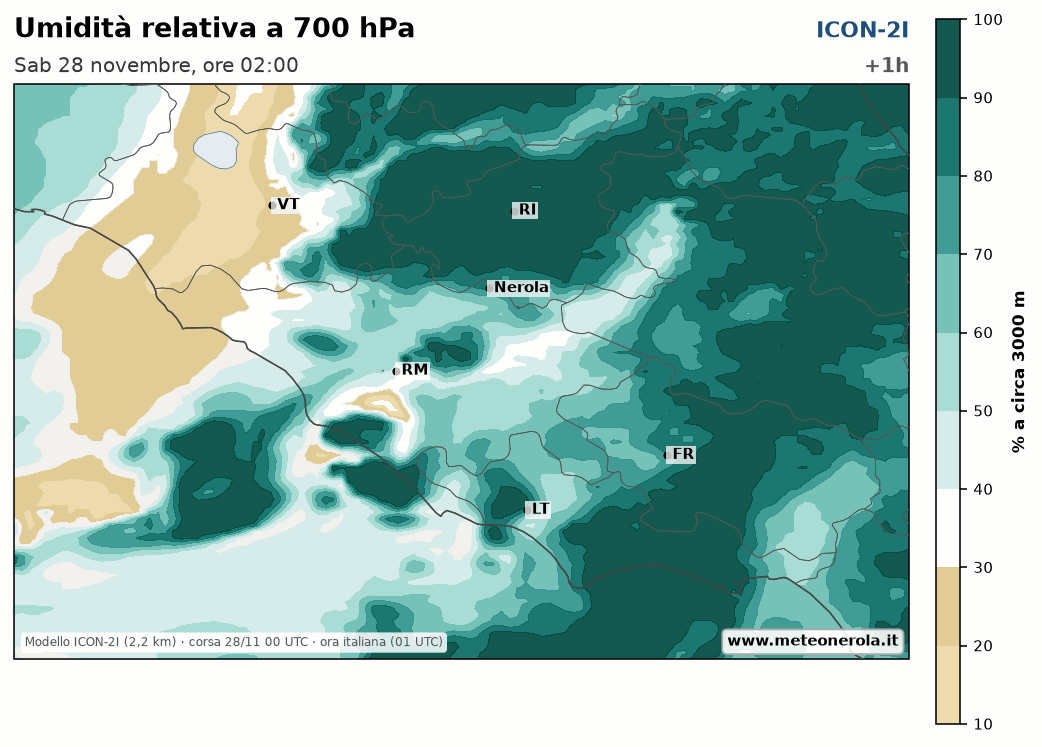 Umidità relativa a 700 hPa
ICON-2I
Sab 28 novembre, ore 02:00
+1h
100
90
80
70
60
50
40
30
20
10
% a circa 3000 m
VT
RI
Nerola
RM
FR
LT
Modello ICON-2I (2,2 km) · corsa 28/11 00 UTC · ora italiana (01 UTC)
www.meteonerola.it